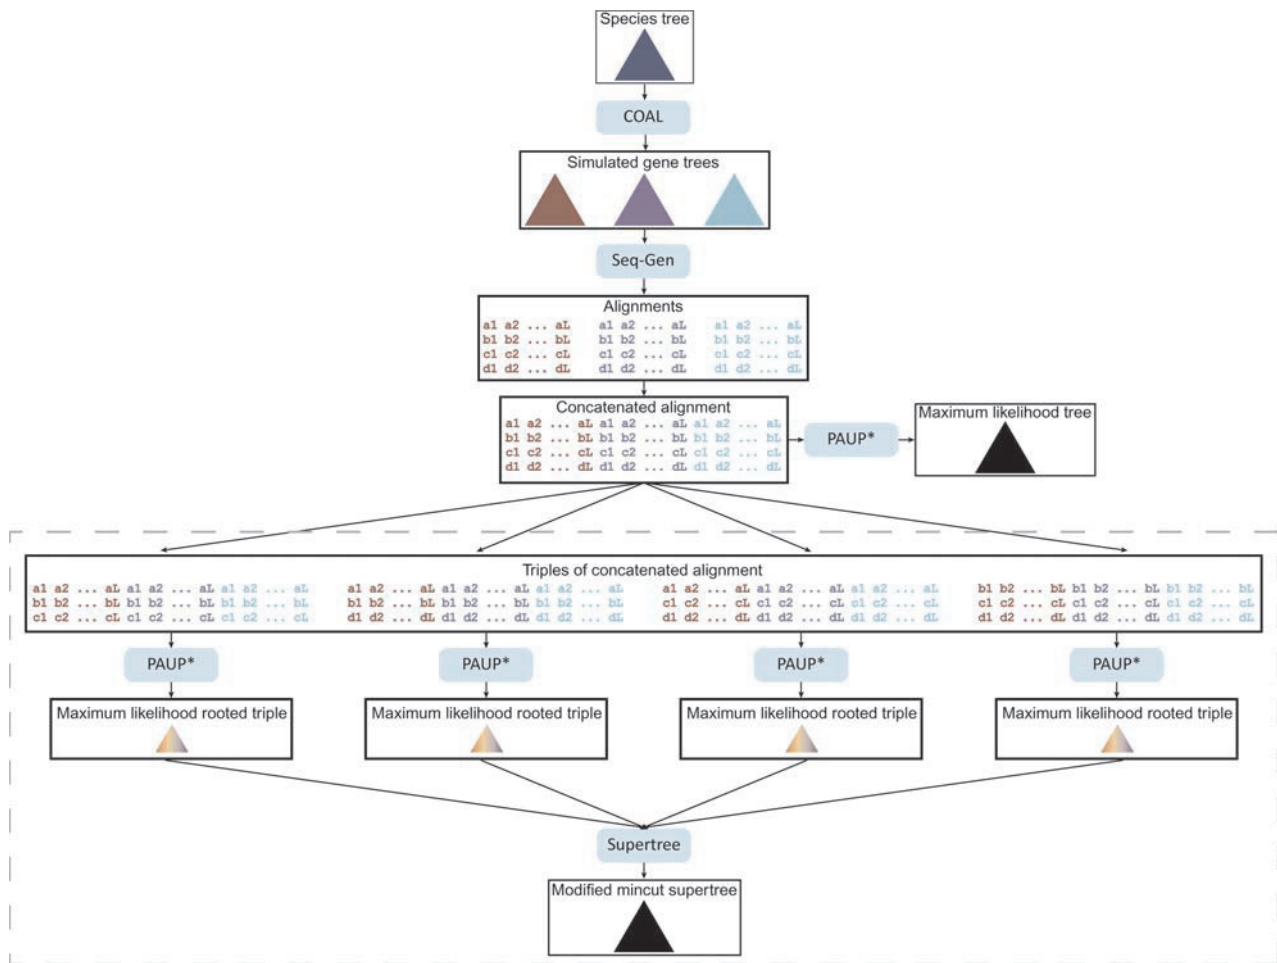 Species tree
COAL
Simulated gene trees
Seq-Gen
Alignments
a1 a2 ... aL a1 a2 ... aL a1 a2 ... aL
b1 b2 ... bL b1 b2 ... bL b1 b2 ... bL
c1 c2 ... cL c1 c2 ... cL c1 c2 ... cL
d1 d2 ... dL d1 d2 ... dL d1 d2 ... dL
Concatenated alignment
a1 a2 ... aL a1 a2 ... aL a1 a2 ... aL
b1 b2 ... bL b1 b2 ... bL b1 b2 ... bL
c1 c2 ... cL c1 c2 ... cL c1 c2 ... cL
d1 d2 ... dL d1 d2 ... dL d1 d2 ... dL
PAUP*
Maximum likelihood tree
Triples of concatenated alignment
a1 a2 ... aL a1 a2 ... aL a1 a2 ... aL
b1 b2 ... bL b1 b2 ... bL b1 b2 ... bL
c1 c2 ... cL c1 c2 ... cL c1 c2 ... cL
a1 a2 ... aL a1 a2 ... aL a1 a2 ... aL
b1 b2 ... bL b1 b2 ... bL b1 b2 ... bL
d1 d2 ... dL d1 d2 ... dL d1 d2 ... dL
a1 a2 ... aL a1 a2 ... aL a1 a2 ... aL
c1 c2 ... cL c1 c2 ... cL c1 c2 ... cL
d1 d2 ... dL d1 d2 ... dL d1 d2 ... dL
b1 b2 ... bL b1 b2 ... bL b1 b2 ... bL
c1 c2 ... cL c1 c2 ... cL c1 c2 ... cL
d1 d2 ... dL d1 d2 ... dL d1 d2 ... dL
PAUP*
PAUP*
PAUP*
PAUP*
Maximum likelihood rooted triple
Maximum likelihood rooted triple
Maximum likelihood rooted triple
Maximum likelihood rooted triple
Supertree
Modified mincut supertree